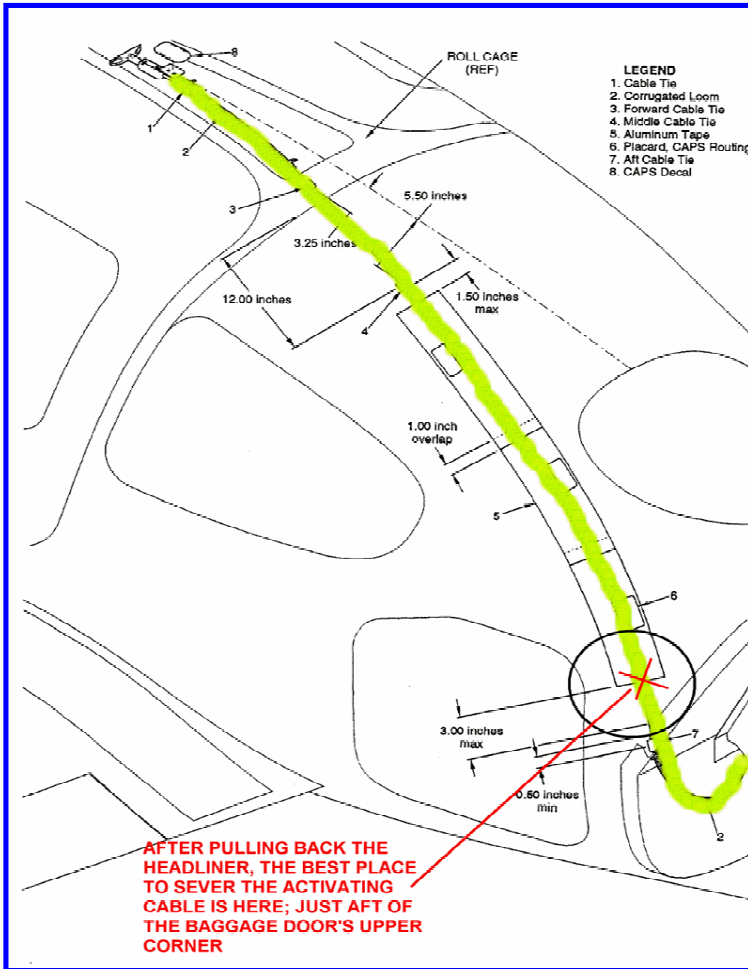 8
ROLL CAGE
(REF)
LEGEND
1. Cable Tie
2. Corrugated Loom
3. Forward Cable Tie
4. Middle Cable Tie
5. Aluminum Tape
6. Placard, CAPS Routing
7. Aft Cable Tie
8. CAPS Decal
1
2
3
5.50 inches
3.25 inches
12.00 inches
1.50 inches
max
4
1.00 inch
overlap
5
6
3.00 inches
max
7
0.50 inches
min
2
AFTER PULLING BACK THE
HEADLINER, THE BEST PLACE
TO SEVER THE ACTIVATING
CABLE IS HERE; JUST AFT OF
THE BAGGAGE DOOR'S UPPER
CORNER